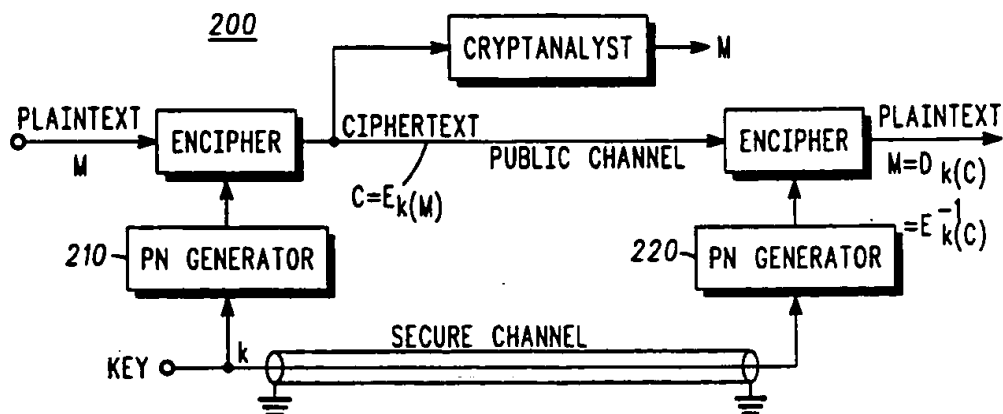 200
CRYPTANALYST
M
PLAINTEXT
M
ENCIPHER
CIPHERTEXT
PUBLIC CHANNEL
C=E k(M)
ENCIPHER
PLAINTEXT
M=D k(C)
=E -1 k(C)
210
PN GENERATOR
220
PN GENERATOR
SECURE CHANNEL
KEY
k